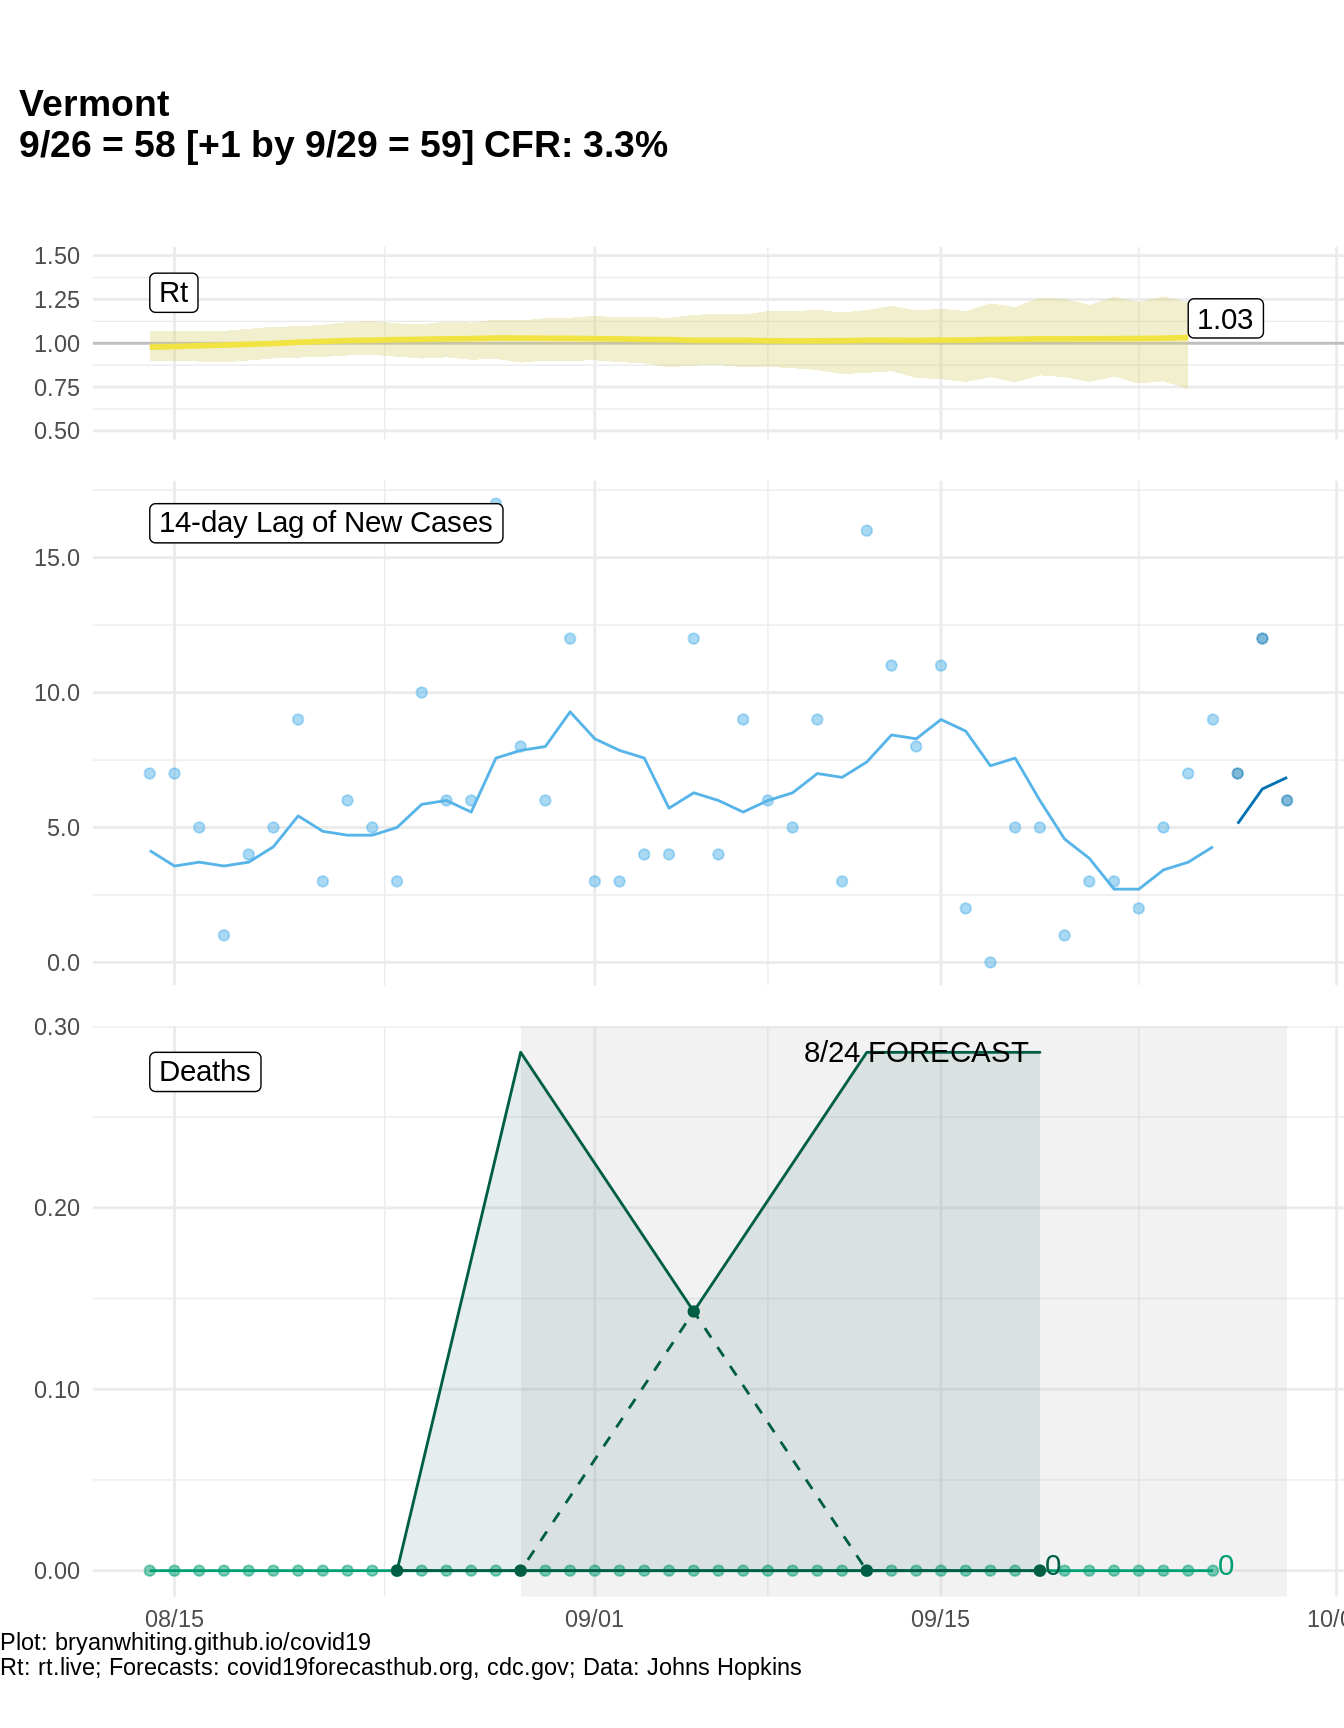 Vermont
9/26 = 58 [+1 by 9/29 = 59] CFR: 3.3%
1.50
Rt
1.25
1.03
1.00
0.75
0.50
14-day Lag of New Cases
15.0
10.0
5.0
0.0
0.30
8/24 FORECAST
Deaths
0.20
0.10
0.00
0
0
08/15
09/01
09/15
10/0
Plot: bryanwhiting.github.io/covid19
Rt: rt.live; Forecasts: covid19forecasthub.org, cdc.gov; Data: Johns Hopkins